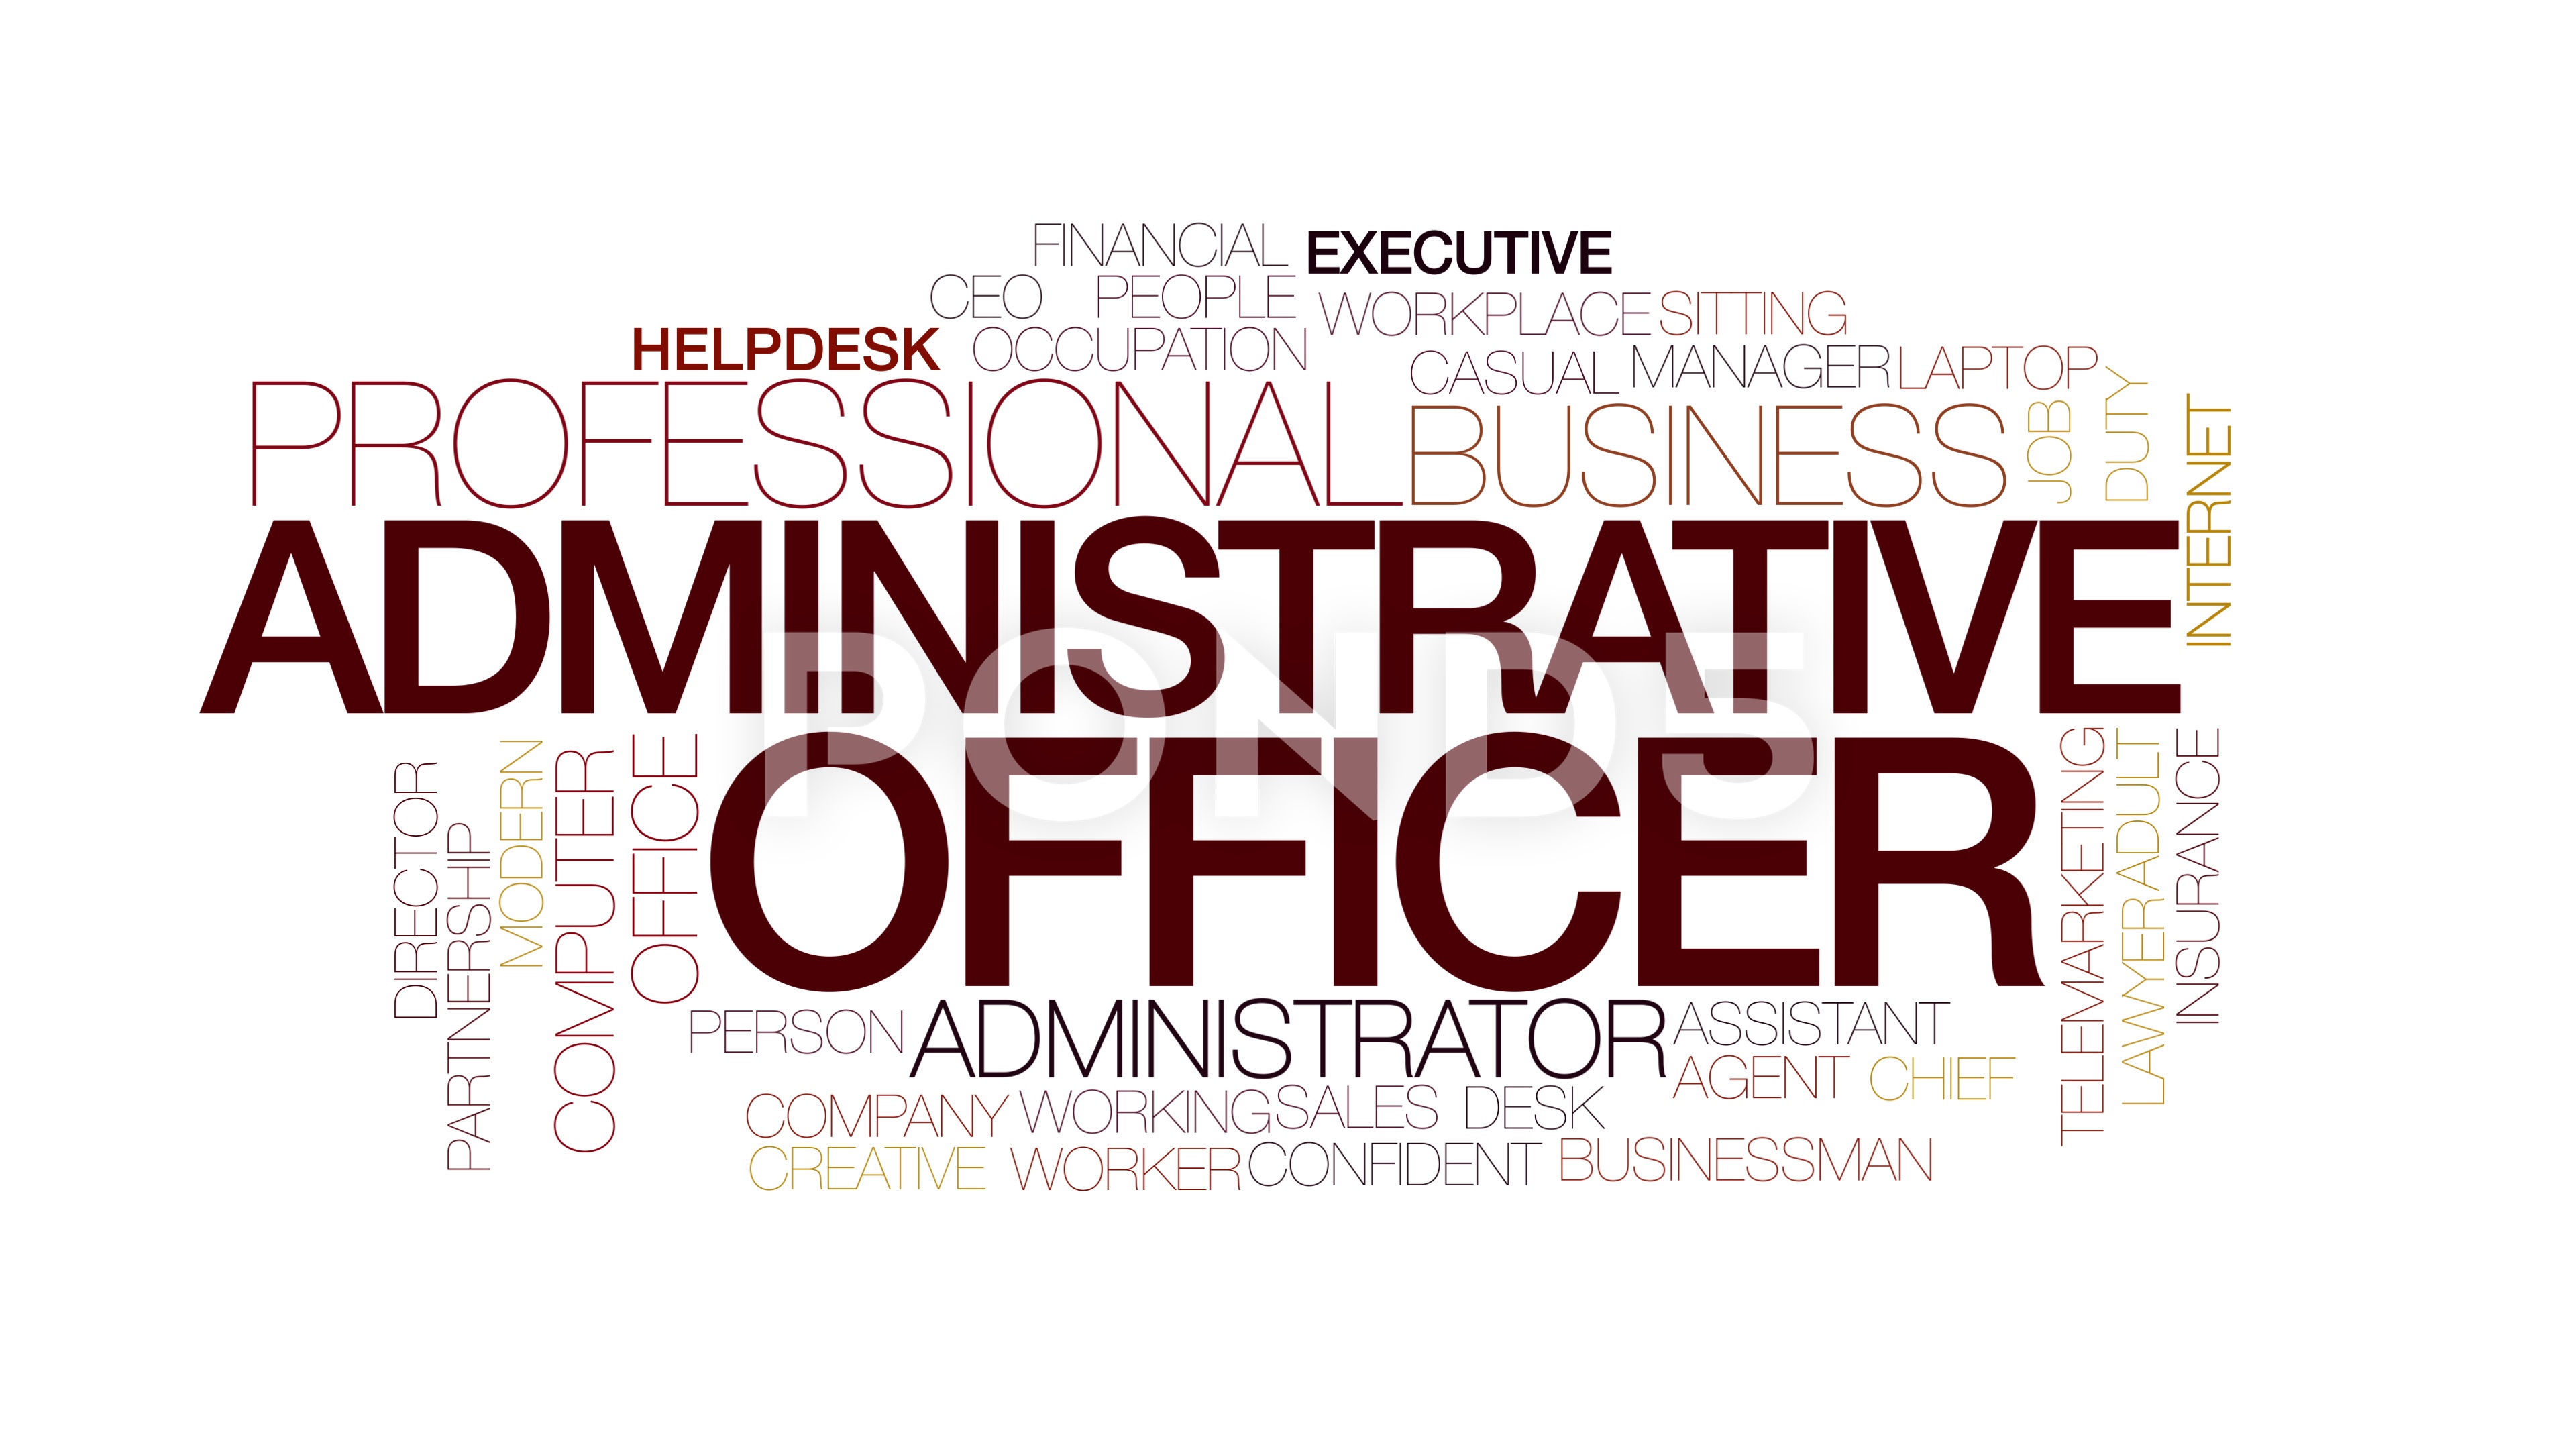 FINANCIAL EXECUTIVE
CEO PEOPLE WORKPLACE SITTING
HELPDESK OCCUPATION CASUAL MANAGER LAPTOP
PROFESSIONAL BUSINESS JOB DUTY INTERNET
ADMINISTRATIVE
POND5
OFFICER
DIRECTOR
PARTNERSHIP
MODERN
COMPUTER
OFFICE
TELEMARKETING
LAWYER ADULT
INSURANCE
PERSON ADMINISTRATOR ASSISTANT
AGENT CHIEF
COMPANY WORKING SALES DESK
CREATIVE WORKER CONFIDENT BUSINESSMAN